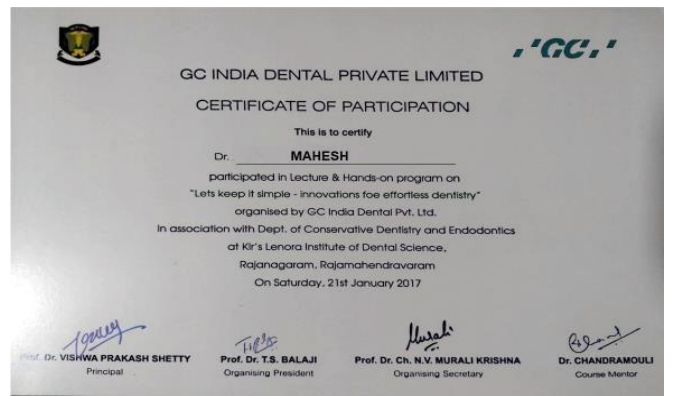 GC
GC INDIA DENTAL PRIVATE LIMITED
CERTIFICATE OF PARTICIPATION
This is to certify
Dr. MAHESH
participated in Lecture & Hands-on program on
"Lets keep it simple - innovations foe effortless dentistry"
organised by GC India Dental Pvt. Ltd.
In association with Dept. of Conservative Dentistry and Endodontics
at Kir's Lenora Institute of Dental Science,
Rajanagaram, Rajamahendravaram
On Saturday, 21st January 2017
Murali
Prof. Dr. VISHWA PRAKASH SHETTY Prof. Dr. T.S. BALAJI Prof. Dr. Ch. N.V. MURALI KRISHNA Dr. CHANDRAMOULI
Principal Organising President Organising Secretary Course Mentor